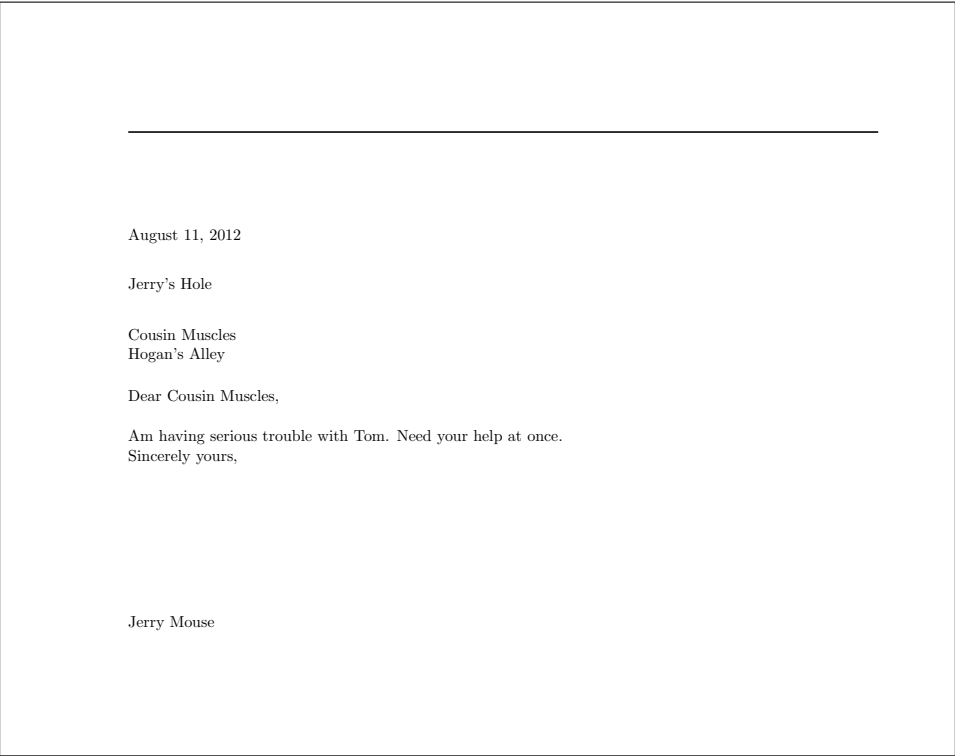 August 11, 2012
Jerry's Hole
Cousin Muscles
Hogan's Alley
Dear Cousin Muscles,
Am having serious trouble with Tom. Need your help at once.
Sincerely yours,
Jerry Mouse